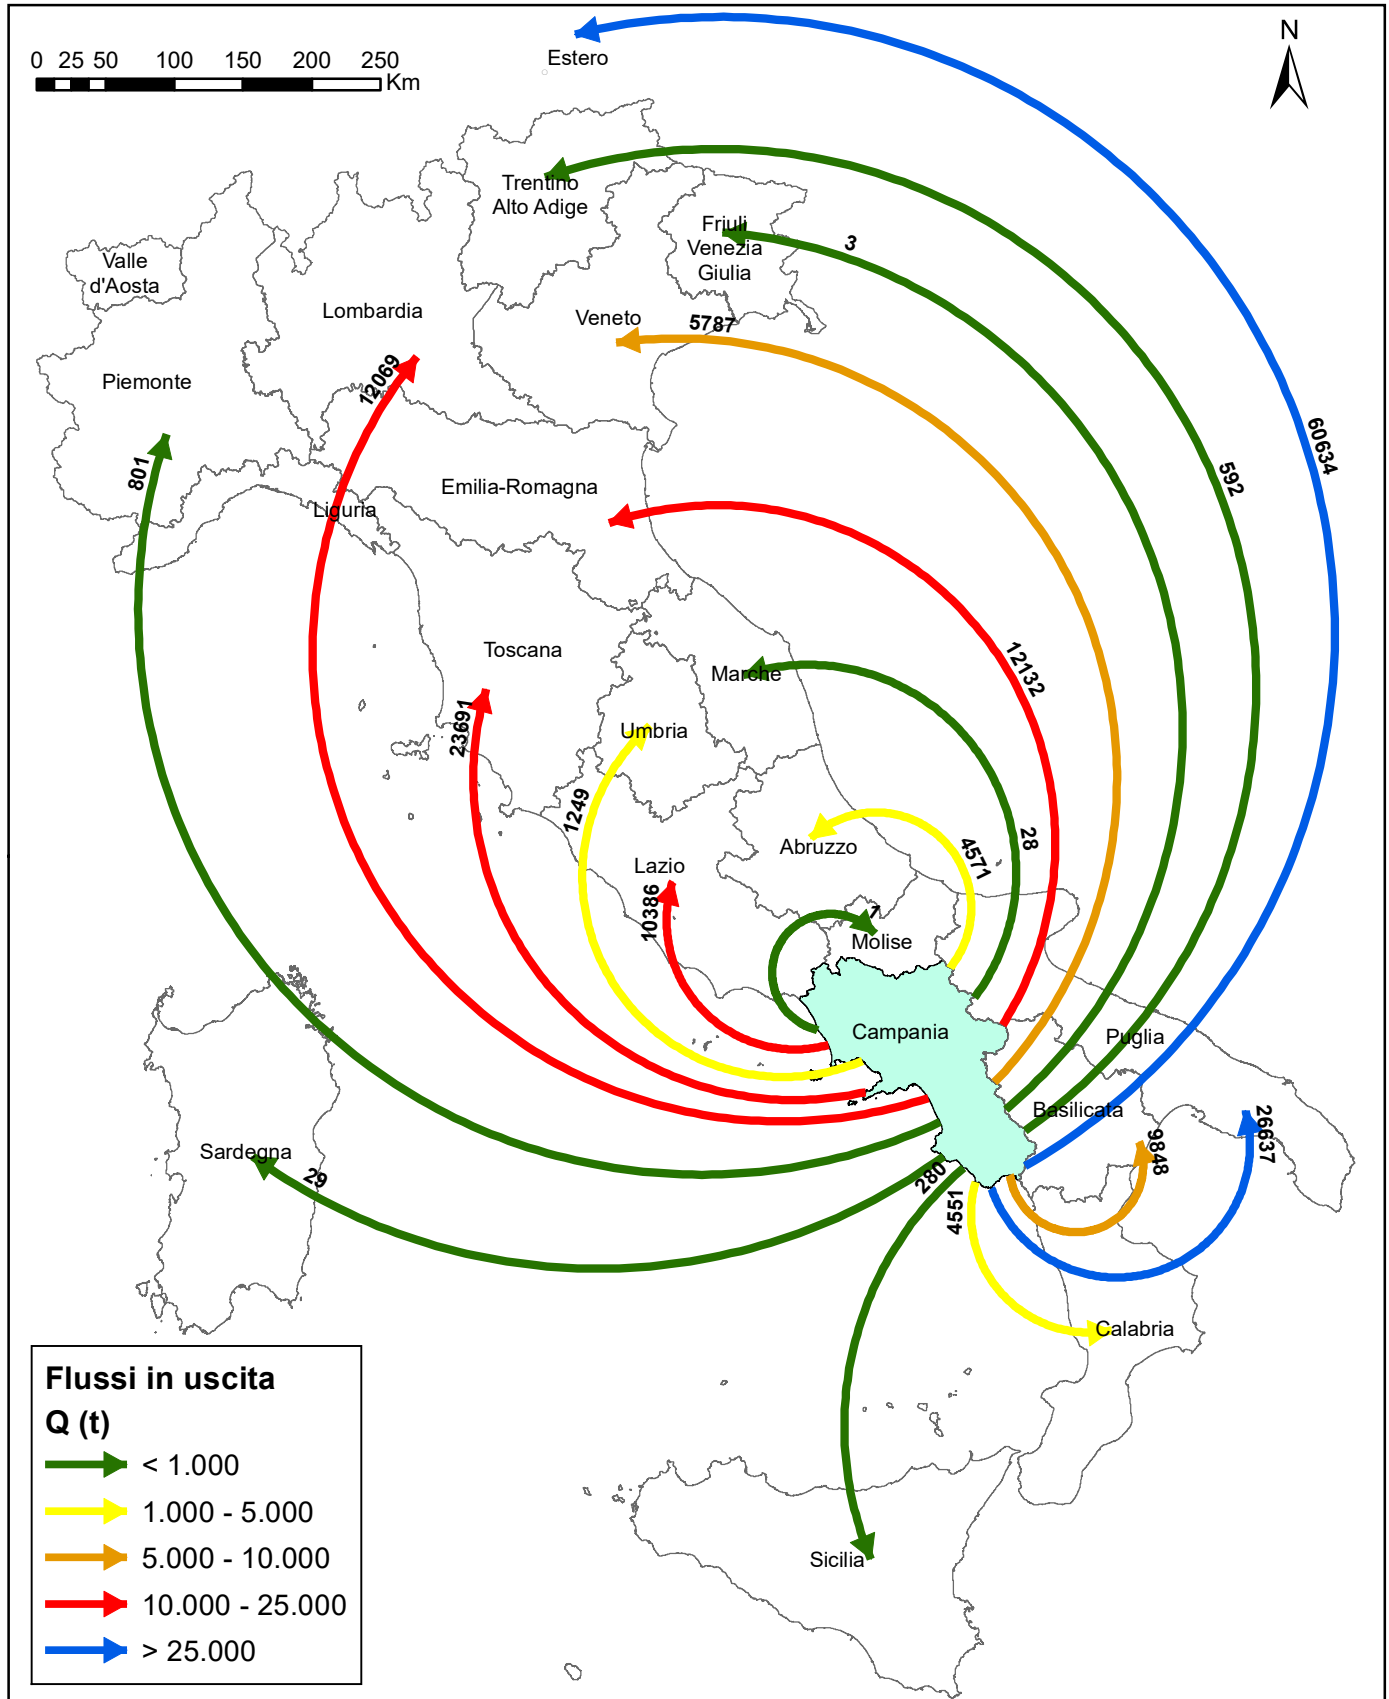 N
0 25 50 100 150 200 250
Km
Estero
Trentino
Alto Adige
Friuli
Venezia
Giulia
3
Valle
d'Aosta
Lombardia
Veneto
5787
Piemonte
12069
801
60634
592
Emilia-Romagna
Liguria
Toscana
Marche
12132
23691
Umbria
1249
28
4571
Abruzzo
Lazio
10386
1
Molise
Campania
Puglia
Basilicata
26637
9848
Sardegna
29
280
4551
Calabria
Sicilia
Flussi in uscita
Q (t)
< 1.000
1.000 - 5.000
5.000 - 10.000
10.000 - 25.000
> 25.000